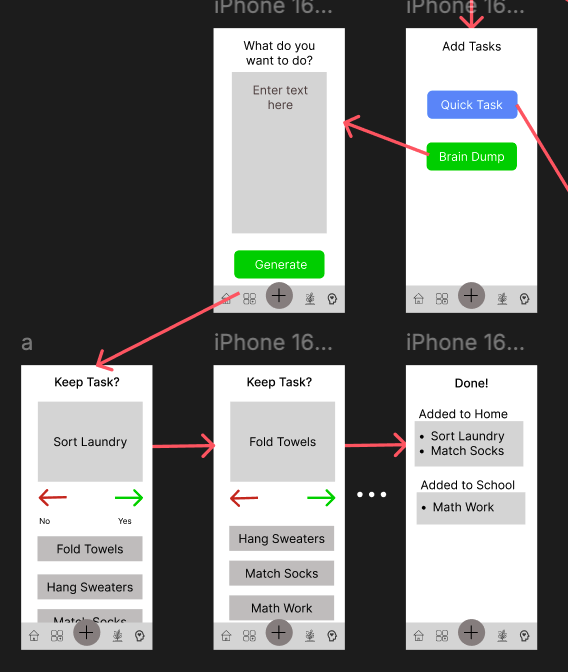 iPhone 16...
iPhone 16...
What do you
want to do?
Enter text
here
Generate
Add Tasks
Quick Task
Brain Dump
a
iPhone 16...
iPhone 16...
Keep Task?
Sort Laundry
No
Yes
Fold Towels
Hang Sweaters
Match Socks
Keep Task?
Fold Towels
Hang Sweaters
Match Socks
Math Work
Done!
Added to Home
• Sort Laundry
• Match Socks
Added to School
• Math Work